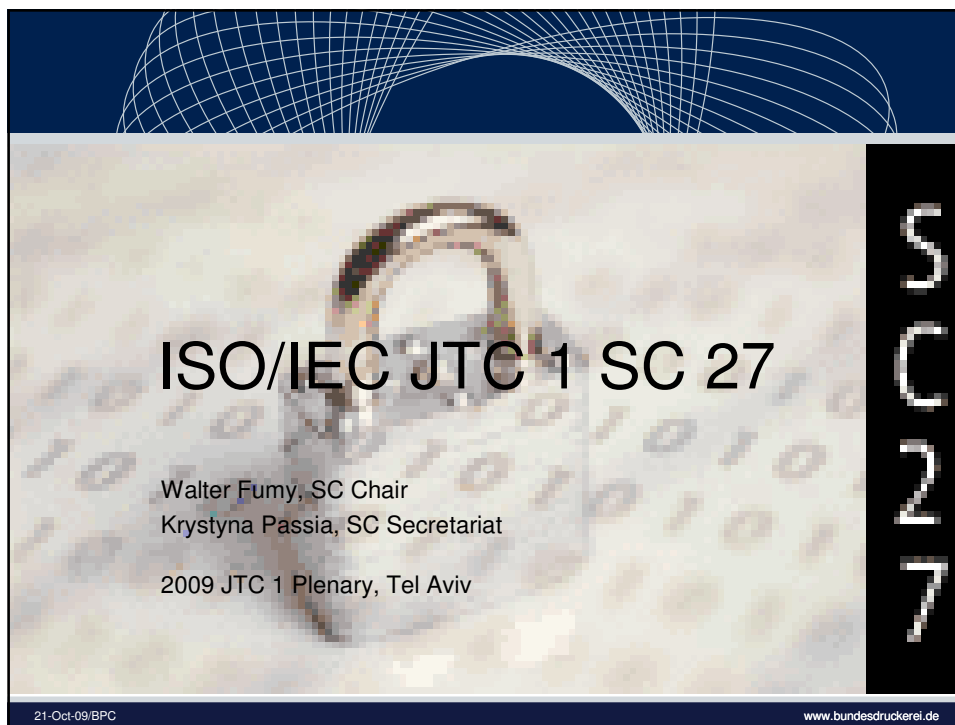 ISO/IEC JTC 1 SC 27
Walter Fumy, SC Chair
Krystyna Passia, SC Secretariat
2009 JTC 1 Plenary, Tel Aviv
S
C
2
7
21-Oct-09/BPC
www.bundesdruckerei.de